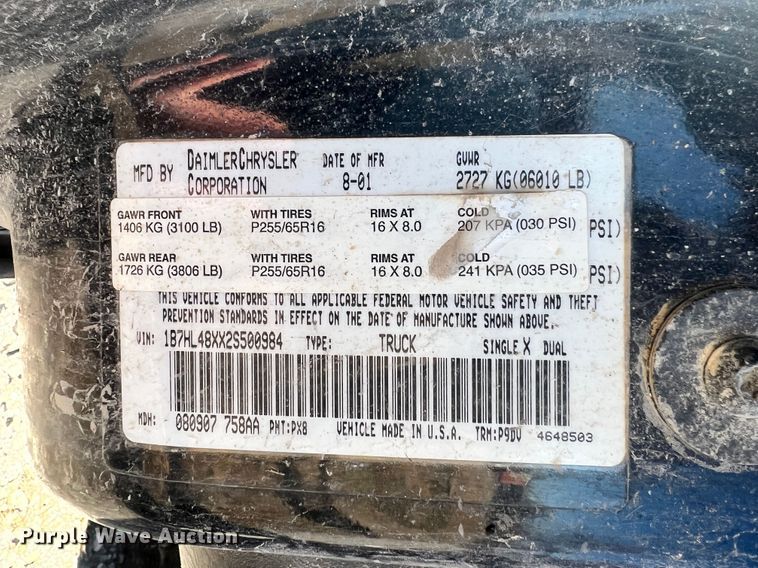 MFD BY DAIMLERCHRYSLER CORPORATION DATE OF MFR 8-01 GVWR 2727 KG(06010 LB)
GAWR FRONT WITH TIRES RIMS AT COLD
1406 KG (3100 LB) P255/65R16 16 X 8.0 207 KPA (030 PSI) PSI)
GAWR REAR WITH TIRES RIMS AT COLD
1726 KG (3806 LB) P255/65R16 16 X 8.0 241 KPA (035 PSI) PSI)
THIS VEHICLE CONFORMS TO ALL APPLICABLE FEDERAL MOTOR VEHICLE SAFETY AND THEFT
PREVENTION STANDARDS IN EFFECT ON THE DATE OF MANUFACTURE SHOWN ABOVE.
VIN: 1B7HL48XX2S500984 TYPE: TRUCK SINGLE X DUAL
MDH: 080907 758AA PNT:PX8 VEHICLE MADE IN U.S.A. TRM:P9DV 4648503
Purple Wave Auction